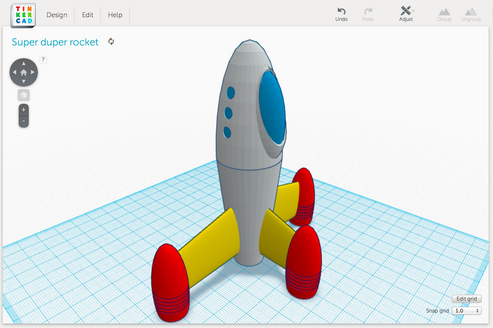 TIN
KER
CAD
Design
Edit
Help
Undo
Redo
Adjust
Group
Ungroup
Super duper rocket
?
Edit grid
Snap grid 1.0